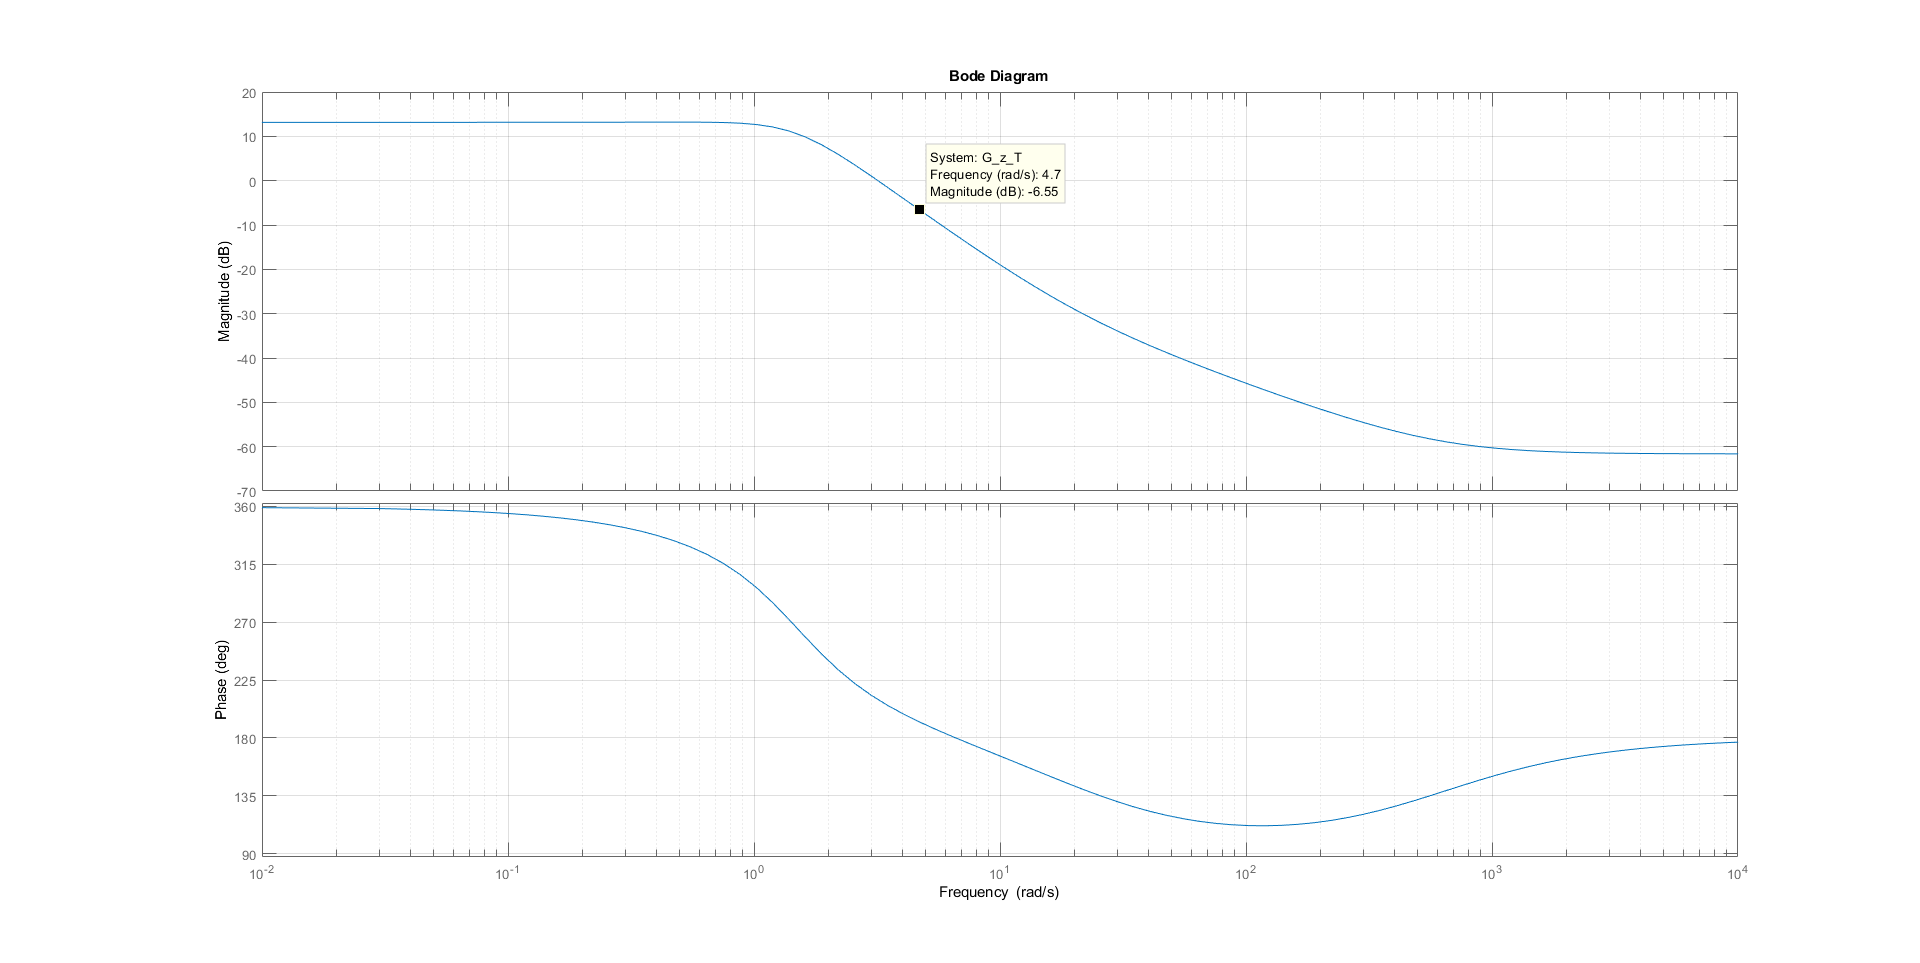 Bode Diagram
20
10
0
-10
-20
-30
-40
-50
-60
-70
Magnitude (dB)
System: G_z_T
Frequency (rad/s): 4.7
Magnitude (dB): -6.55
360
315
270
225
180
135
90
Phase (deg)
10^-2 10^-1 10^0 10^1 10^2 10^3 10^4
Frequency (rad/s)